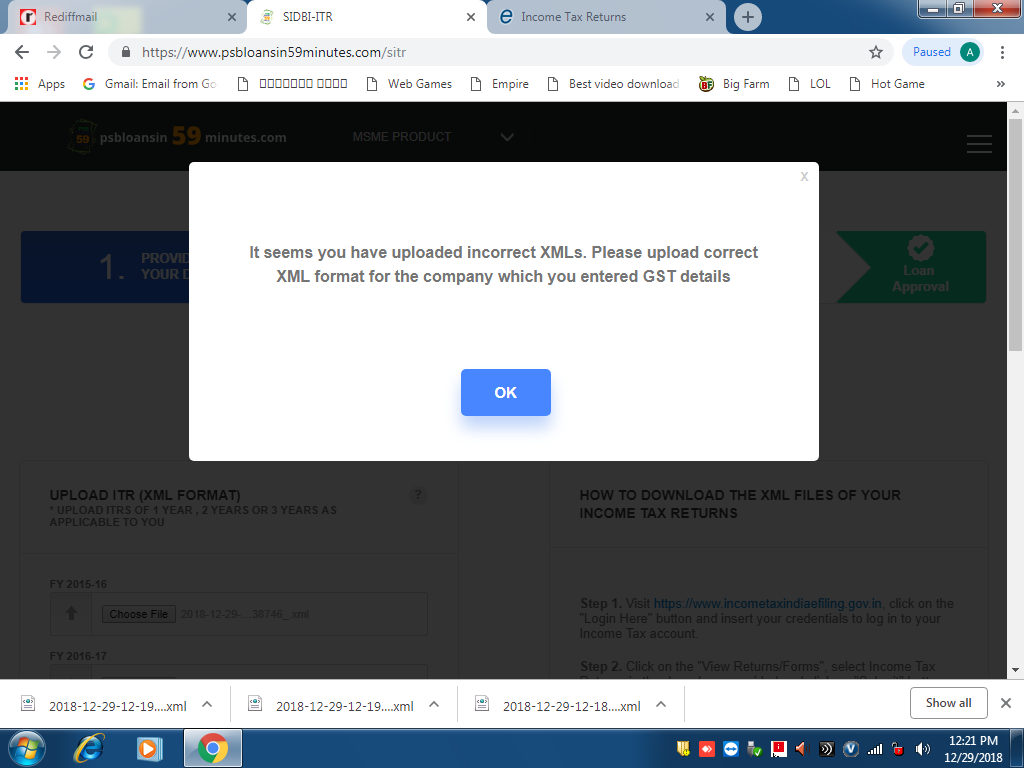 Rediffmail
SIDBI-ITR
Income Tax Returns
https://www.psbloansin59minutes.com/sitr
Paused
A
Apps
Gmail: Email from Go
Web Games
Empire
Best video download
Big Farm
LOL
Hot Game
»
psbloansin 59 minutes.com
MSME PRODUCT
X
1.
PROVID
YOUR D
It seems you have uploaded incorrect XMLs. Please upload correct
XML format for the company which you entered GST details
OK
Loan
Approval
UPLOAD ITR (XML FORMAT)
?
* UPLOAD ITRS OF 1 YEAR , 2 YEARS OR 3 YEARS AS
APPLICABLE TO YOU
FY 2015-16
Choose File 2018-12-29-...38746_.xml
FY 2016-17
HOW TO DOWNLOAD THE XML FILES OF YOUR
INCOME TAX RETURNS
Step 1. Visit https://www.incometaxindiaefiling.gov.in, click on the
"Login Here" button and insert your credentials to log in to your
Income Tax account.
Step 2. Click on the "View Returns/Forms", select Income Tax
2018-12-29-12-19....xml
2018-12-29-12-19....xml
2018-12-29-12-18....xml
Show all
12:21 PM
12/29/2018